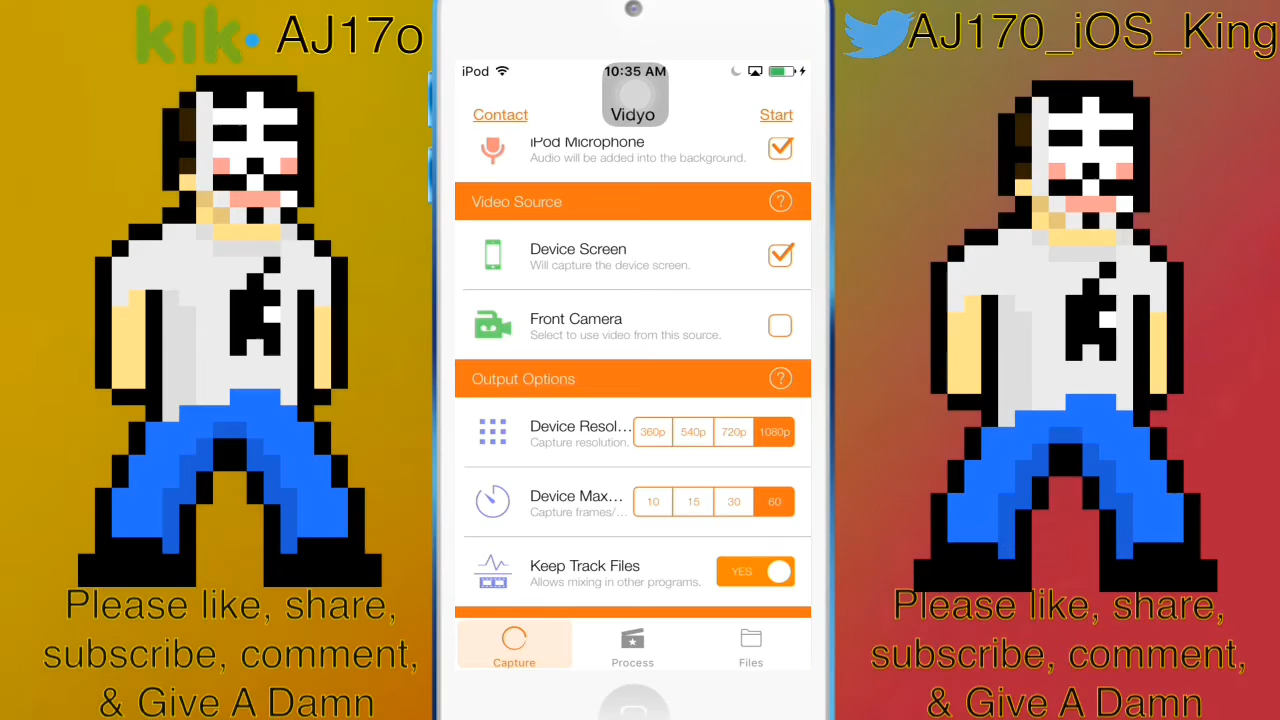 kik• AJ17o
AJ170_iOS_King
iPod
10:35 AM
Contact
Vidyo
Start
iPod Microphone
Audio will be added into the background.
Video Source
?
Device Screen
Will capture the device screen.
Front Camera
Select to use video from this source.
Output Options
?
Device Resol...
Capture resolution.
360p
540p
720p
1080p
Device Max...
Capture frames/...
10
15
30
60
Keep Track Files
Allows mixing in other programs.
YES
Capture
Process
Files
Please like, share,
subscribe, comment,
& Give A Damn
Please like, share,
subscribe, comment,
& Give A Damn